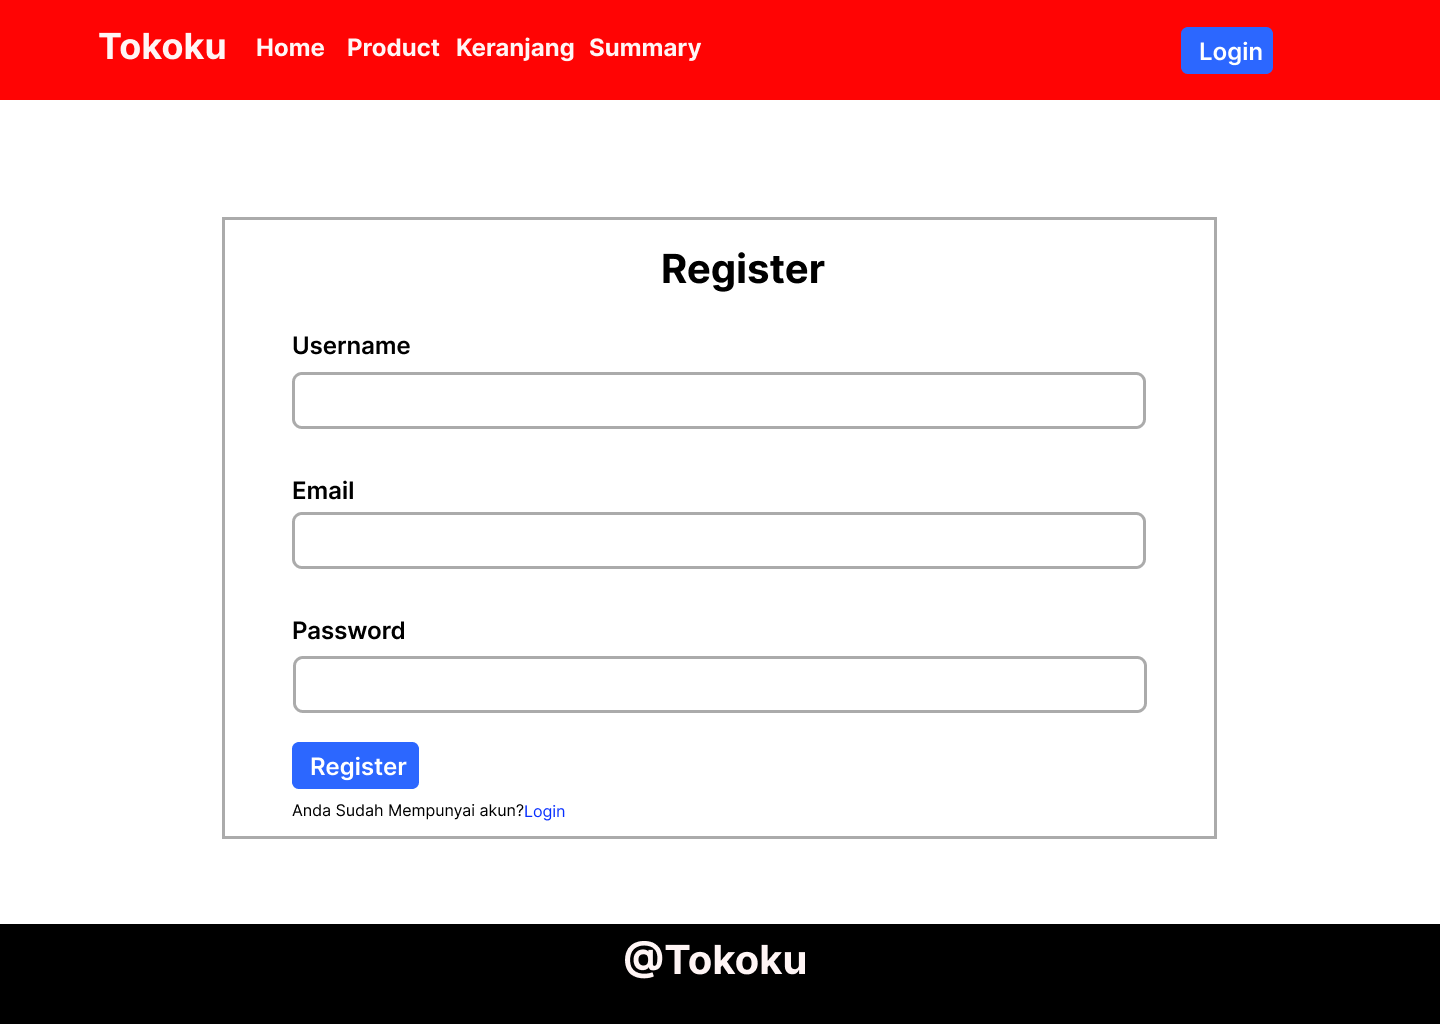 Tokoku Home Product Keranjang Summary Login
Register
Username
Email
Password
Register
Anda Sudah Mempunyai akun?Login
@Tokoku